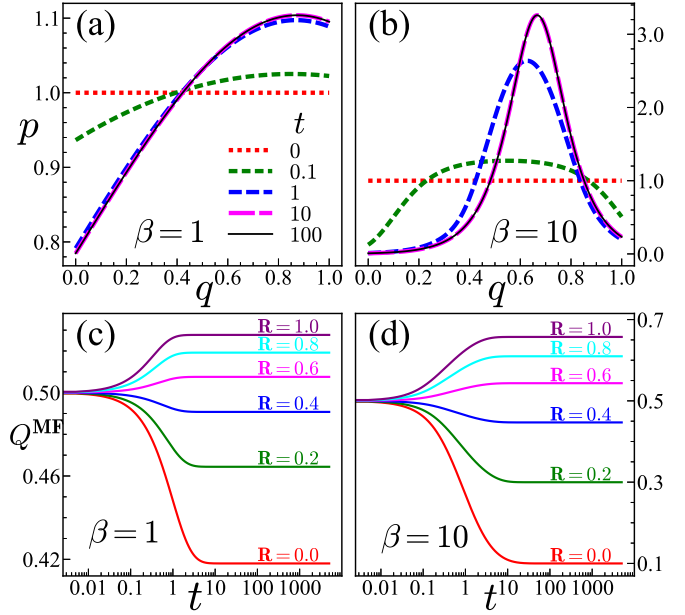 (a)
1.1
1.0
0.9
0.8
p
t
0
0.1
1
10
100
β = 1
0.0 0.2 0.4 0.6 0.8 1.0
q
(b)
3.0
2.0
1.0
0.0
β = 10
0.0 0.2 0.4 0.6 0.8 1.0
q
(c)
R = 1.0
R = 0.8
R = 0.6
R = 0.4
R = 0.2
R = 0.0
0.50
Q^MF
0.46
0.42
β = 1
0.01 0.1 1 10 100 1000
t
(d)
R = 1.0
R = 0.8
R = 0.6
R = 0.4
R = 0.2
R = 0.0
0.7
0.5
0.3
0.1
β = 10
0.01 0.1 1 10 100 1000
t